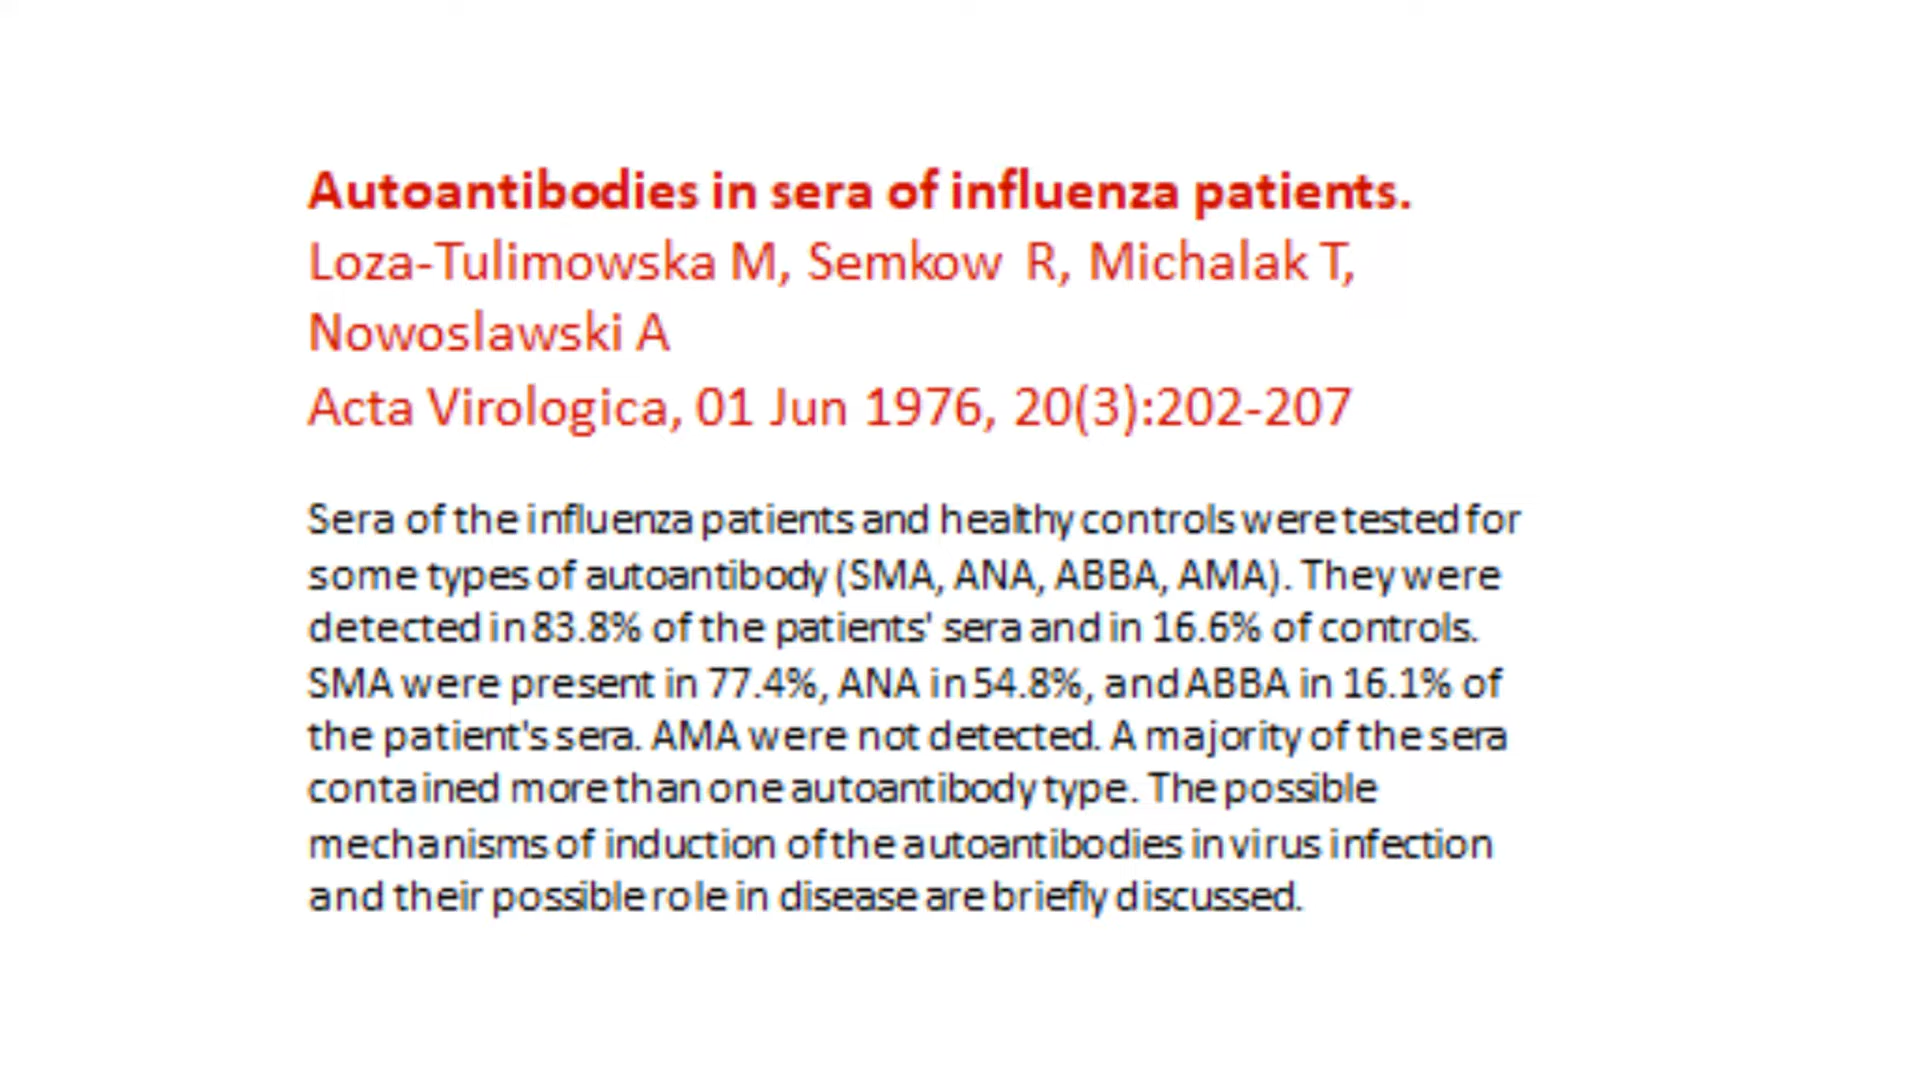 Autoantibodies in sera of influenza patients.
Loza-Tulimowska M, Semkow R, Michalak T,
Nowoslawski A
Acta Virologica, 01 Jun 1976, 20(3):202-207
Sera of the influenza patients and healthy controls were tested for
some types of autoantibody (SMA, ANA, ABBA, AMA). They were
detected in 83.8% of the patients' sera and in 16.6% of controls.
SMA were present in 77.4%, ANA in 54.8%, and ABBA in 16.1% of
the patient's sera. AMA were not detected. A majority of the sera
contained more than one autoantibody type. The possible
mechanisms of induction of the autoantibodies in virus infection
and their possible role in disease are briefly discussed.